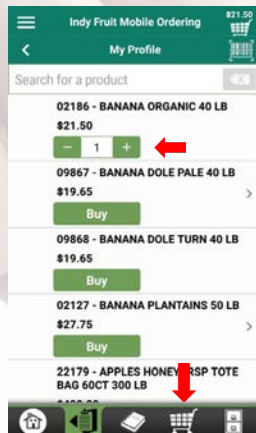 $21.50
Indy Fruit Mobile Ordering
My Profile
Search for a product
02186 - BANANA ORGANIC 40 LB
$21.50
- 1 +
09867 - BANANA DOLE PALE 40 LB
$19.65
Buy
09868 - BANANA DOLE TURN 40 LB
$19.65
Buy
02127 - BANANA PLANTAINS 50 LB
$27.75
Buy
22179 - APPLES HONEY RSP TOTE
BAG 60CT 300 LB